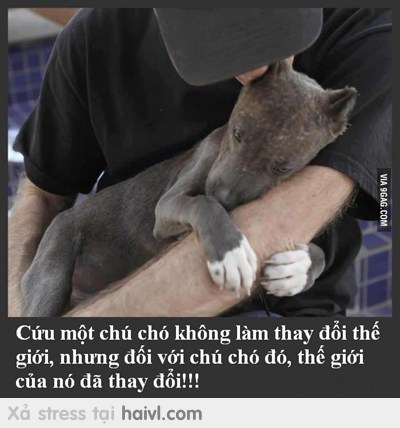 VIA 9GAG.COM
Cứu một chú chó không làm thay đổi thế
giới, nhưng đối với chú chó đó, thế giới
của nó đã thay đổi!!!
Xả stress tại haivl.com